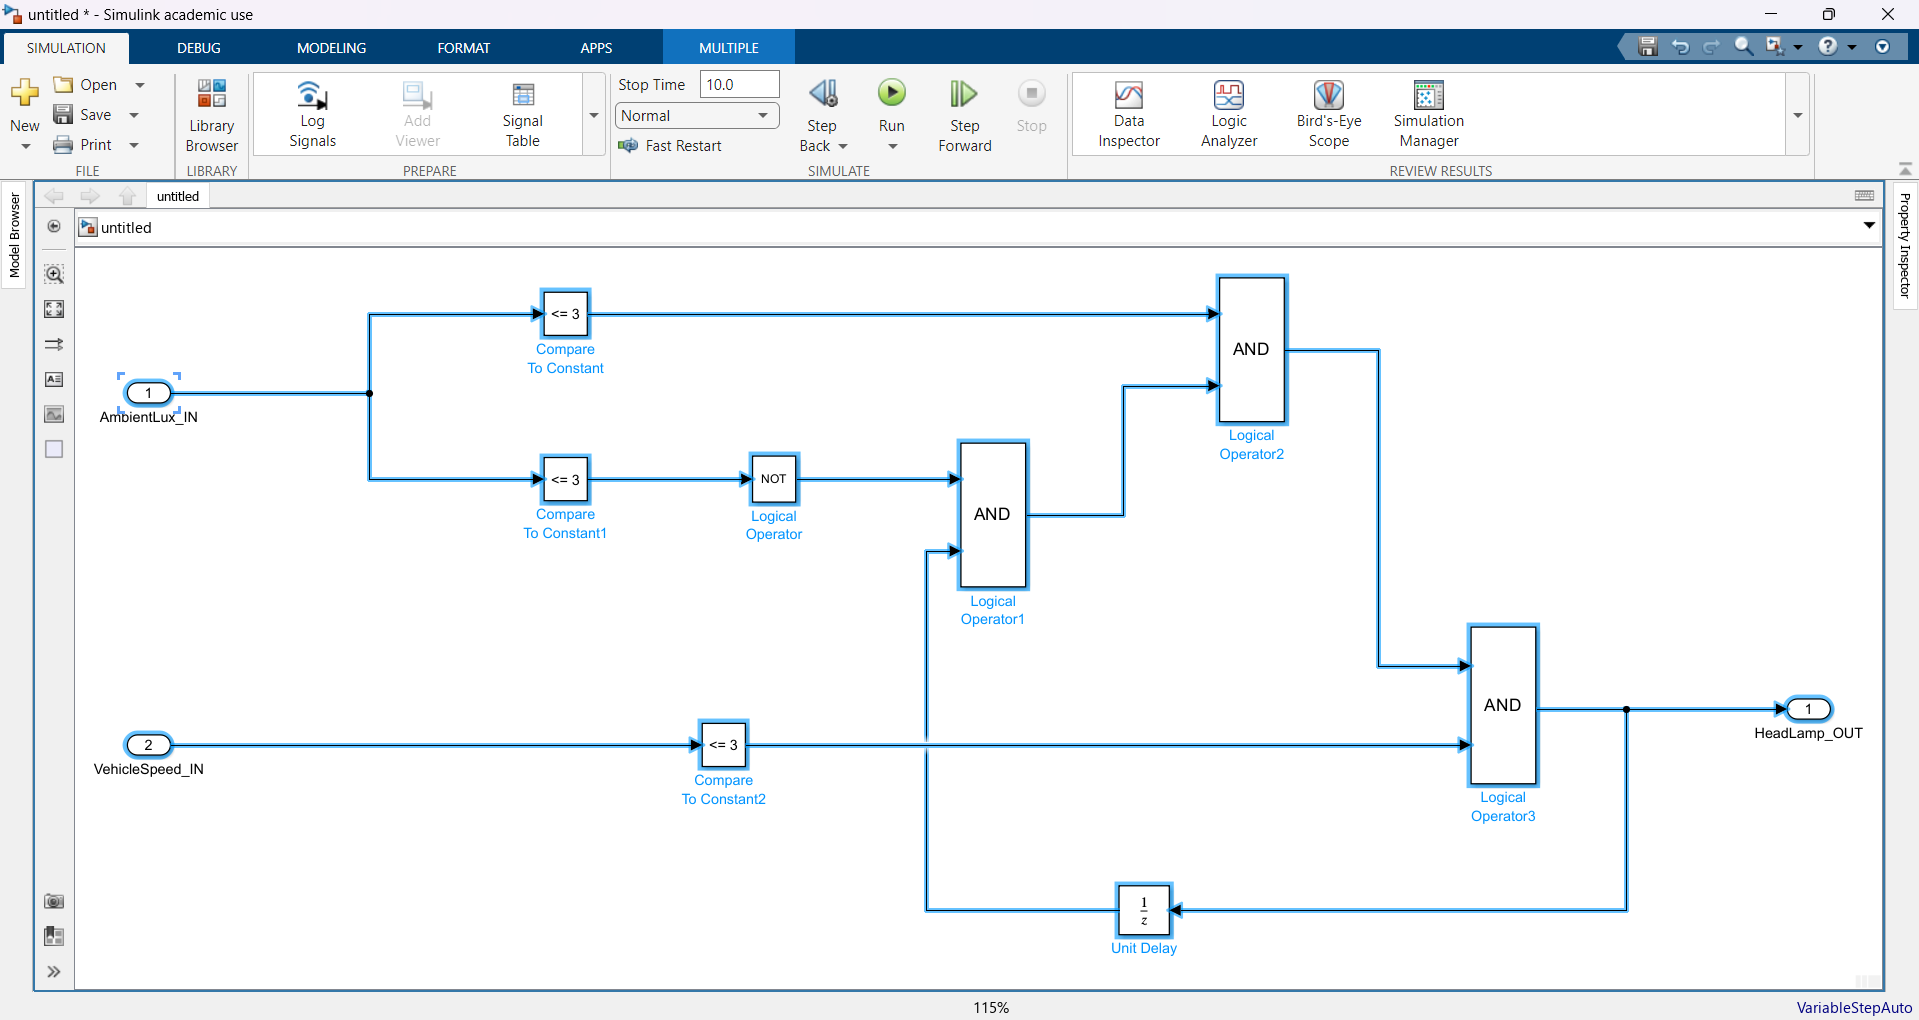 untitled * - Simulink academic use
SIMULATION DEBUG MODELING FORMAT APPS MULTIPLE
New
Open
Save
Print
FILE
Library
Browser
LIBRARY
Log
Signals
Add
Viewer
Signal
Table
PREPARE
Stop Time 10.0
Normal
Fast Restart
Step
Back
Run
Step
Forward
Stop
SIMULATE
Data
Inspector
Logic
Analyzer
Bird's-Eye
Scope
Simulation
Manager
REVIEW RESULTS
Model Browser
Property Inspector
untitled
untitled
<= 3
Compare
To Constant
AND
Logical
Operator2
1
AmbientLux_IN
<= 3
Compare
To Constant1
NOT
Logical
Operator
AND
Logical
Operator1
2
VehicleSpeed_IN
<= 3
Compare
To Constant2
AND
Logical
Operator3
1
HeadLamp_OUT
1
z
Unit Delay
115%
VariableStepAuto